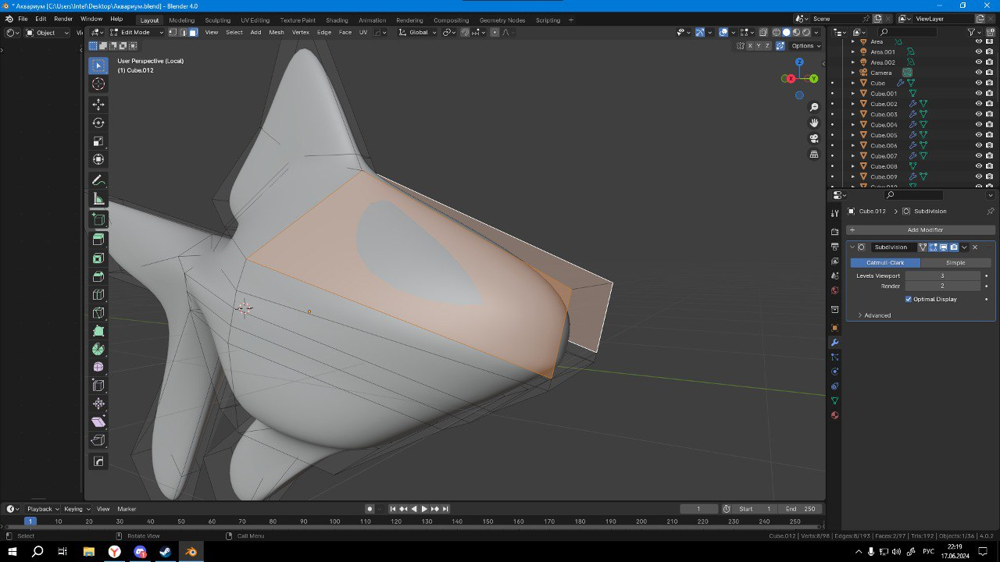 * Аквариум [C:\Users\Intel\Desktop\Аквариум.blend] - Blender 4.0
File Edit Render Window Help Layout Modeling Sculpting UV Editing Texture Paint Shading Animation Rendering Compositing Geometry Nodes Scripting + Scene ViewLayer
Object Edit Mode View Select Add Mesh Vertex Edge Face UV Global
X Y Z Options
User Perspective (Local)
(1) Cube.012
Z
X
Y
Area
Area.001
Area.002
Camera
Cube
Cube.001
Cube.002
Cube.003
Cube.004
Cube.005
Cube.006
Cube.007
Cube.008
Cube.009
Cube.012 > Subdivision
+ Add Modifier
Subdivision
Catmull-Clark Simple
Levels Viewport 3
Render 2
Optimal Display
Advanced
Playback Keying View Marker 1 Start 1 End 250
1 10 20 30 40 50 60 70 80 90 100 110 120 130 140 150 160 170 180 190 200 210 220 230 240 250
Select Rotate View Call Menu Cube.012 | Verts:8/98 | Edges:8/193 | Faces:2/97 | Tris:192 | Objects:1/36 | 4.0.2
РУС
22:19
17.06.2024